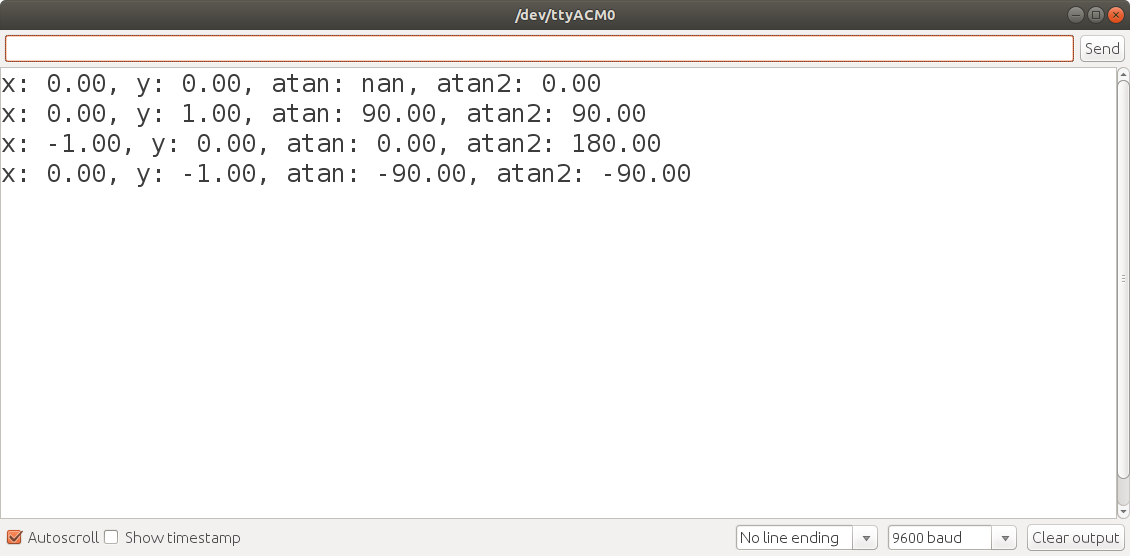 /dev/ttyACM0
Send
x: 0.00, y: 0.00, atan: nan, atan2: 0.00
x: 0.00, y: 1.00, atan: 90.00, atan2: 90.00
x: -1.00, y: 0.00, atan: 0.00, atan2: 180.00
x: 0.00, y: -1.00, atan: -90.00, atan2: -90.00
Autoscroll Show timestamp No line ending 9600 baud Clear output